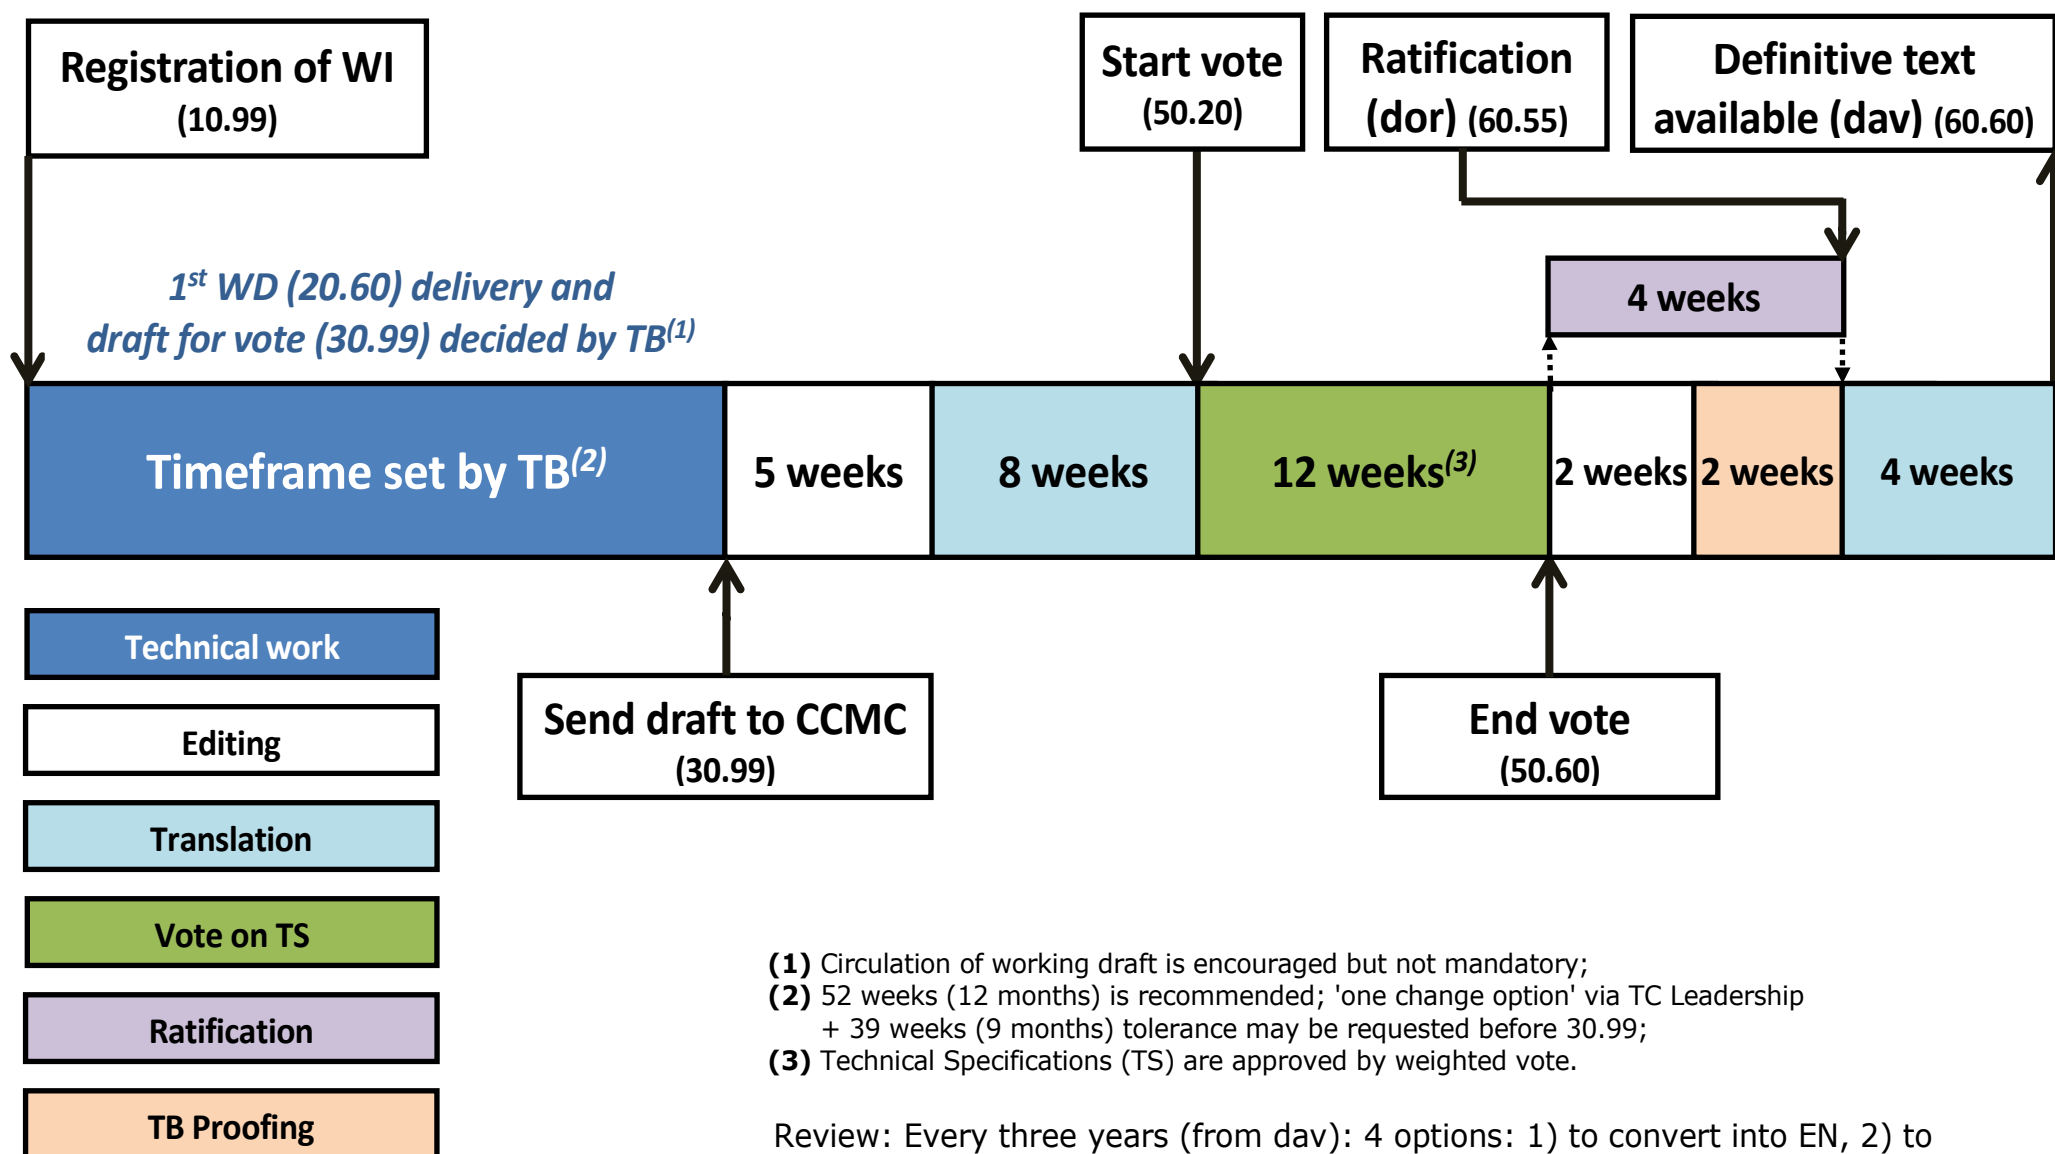 Registration of WI
(10.99)
Start vote
(50.20)
Ratification
(dor) (60.55)
Definitive text
available (dav) (60.60)
1st WD (20.60) delivery and
draft for vote (30.99) decided by TB(1)
4 weeks
Timeframe set by TB(2)
5 weeks
8 weeks
12 weeks(3)
2 weeks
2 weeks
4 weeks
Technical work
Editing
Translation
Vote on TS
Ratification
TB Proofing
Send draft to CCMC
(30.99)
End vote
(50.60)
(1) Circulation of working draft is encouraged but not mandatory;
(2) 52 weeks (12 months) is recommended; 'one change option' via TC Leadership
+ 39 weeks (9 months) tolerance may be requested before 30.99;
(3) Technical Specifications (TS) are approved by weighted vote.
Review: Every three years (from dav): 4 options: 1) to convert into EN, 2) to